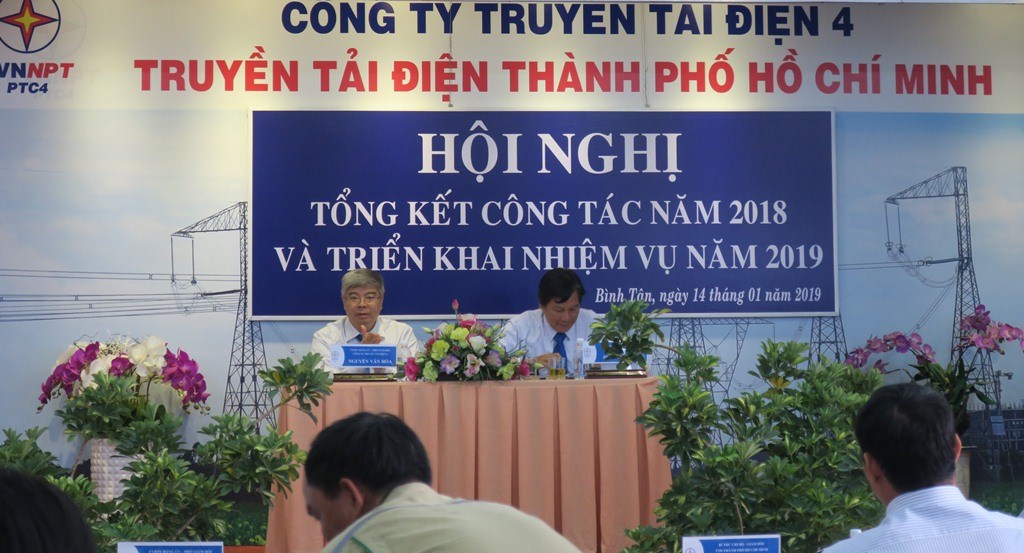 CÔNG TY TRUYỀN TẢI ĐIỆN 4
VNNPT
PTC4
TRUYỀN TẢI ĐIỆN THÀNH PHỐ HỒ CHÍ MINH
HỘI NGHỊ
TỔNG KẾT CÔNG TÁC NĂM 2018
VÀ TRIỂN KHAI NHIỆM VỤ NĂM 2019
Bình Tân, ngày 14 tháng 01 năm 2019
NGUYỄN VĂN HÒA